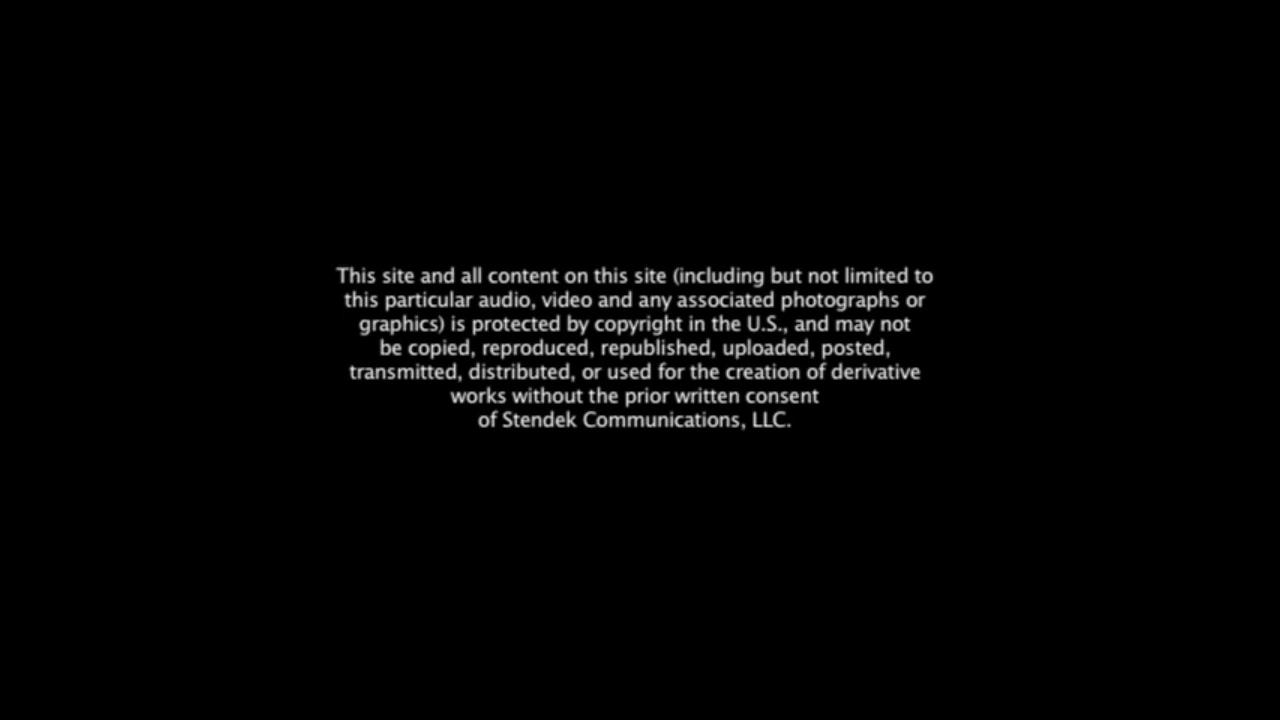 This site and all content on this site (including but not limited to
this particular audio, video and any associated photographs or
graphics) is protected by copyright in the U.S., and may not
be copied, reproduced, republished, uploaded, posted,
transmitted, distributed, or used for the creation of derivative
works without the prior written consent
of Stendek Communications, LLC.